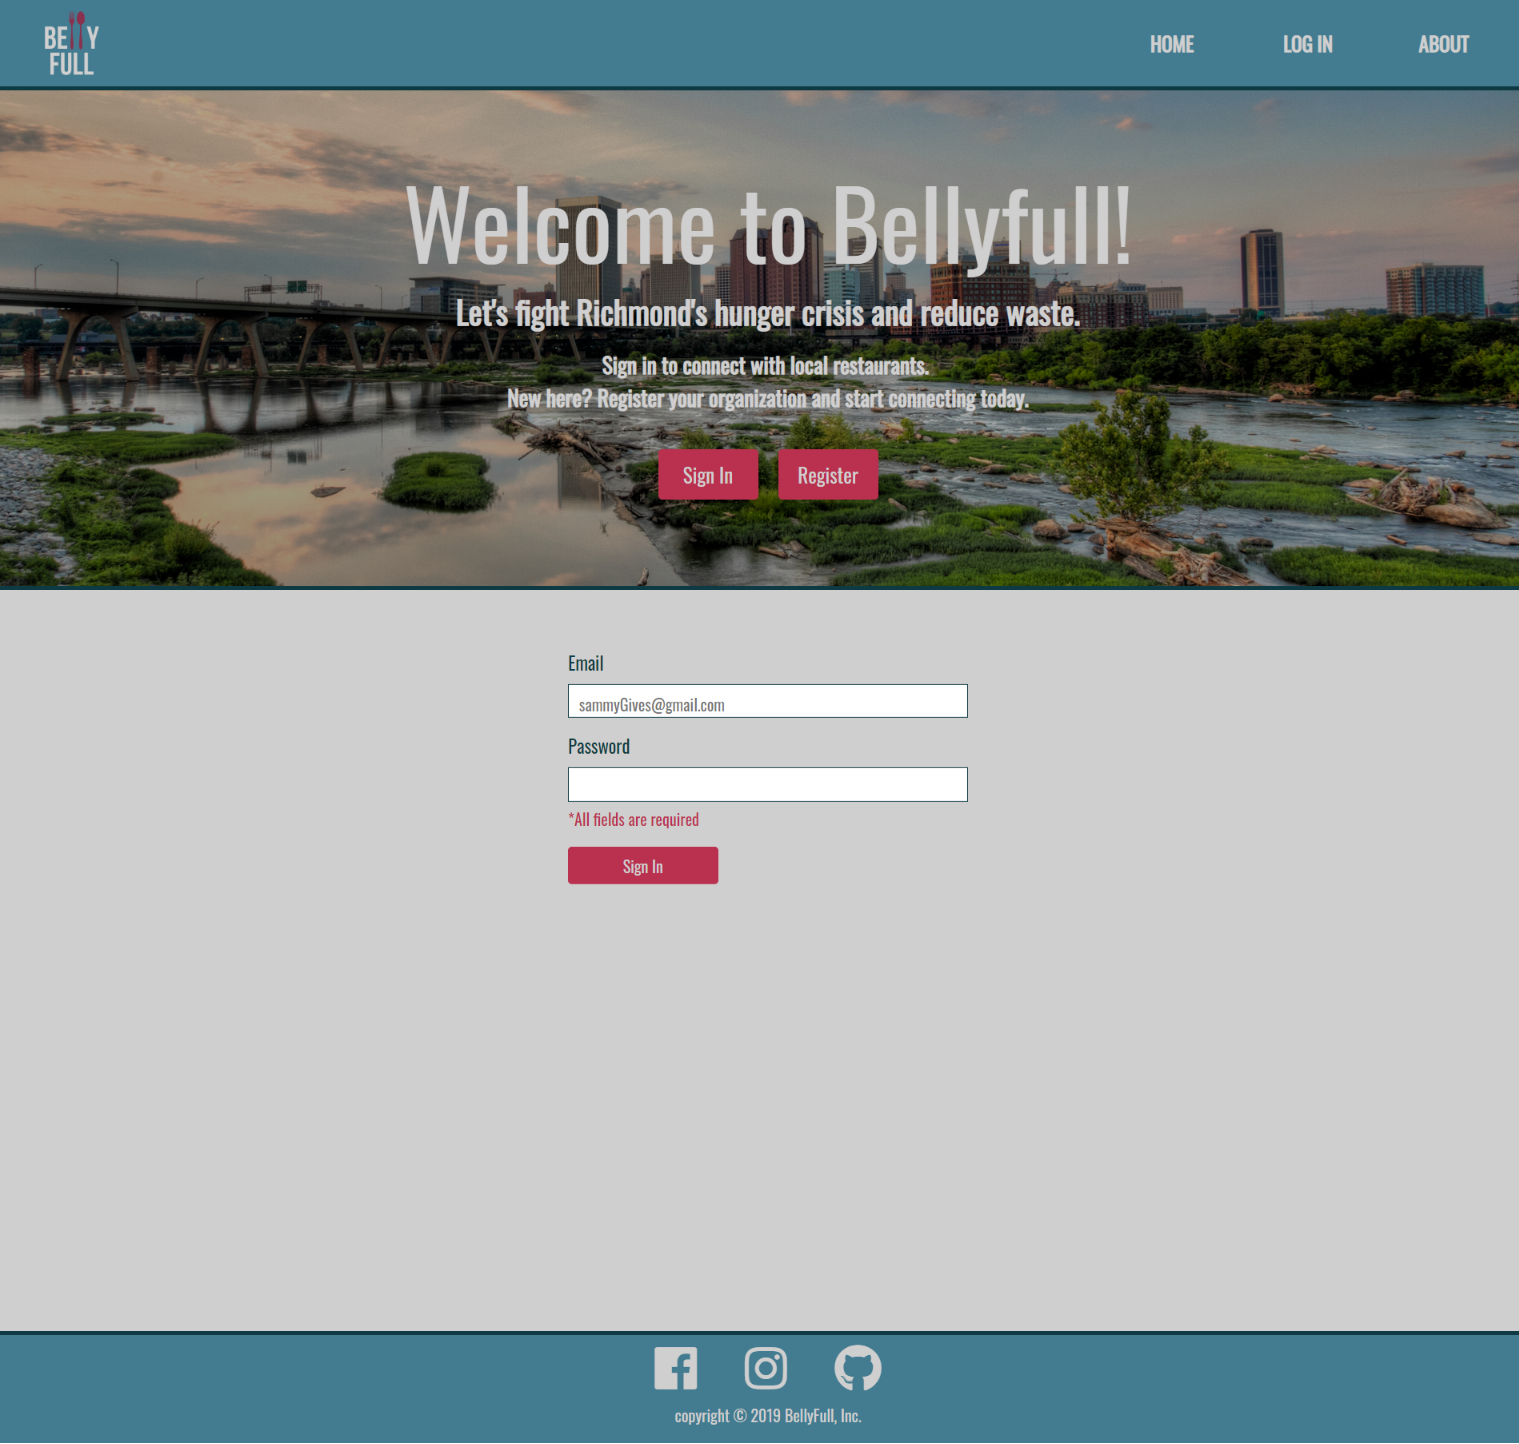 BELLY
FULL
HOME
LOG IN
ABOUT
Welcome to Bellyfull!
Let's fight Richmond's hunger crisis and reduce waste.
Sign in to connect with local restaurants.
New here? Register your organization and start connecting today.
Sign In
Register
Email
sammyGives@gmail.com
Password
*All fields are required
Sign In
copyright © 2019 BellyFull, Inc.